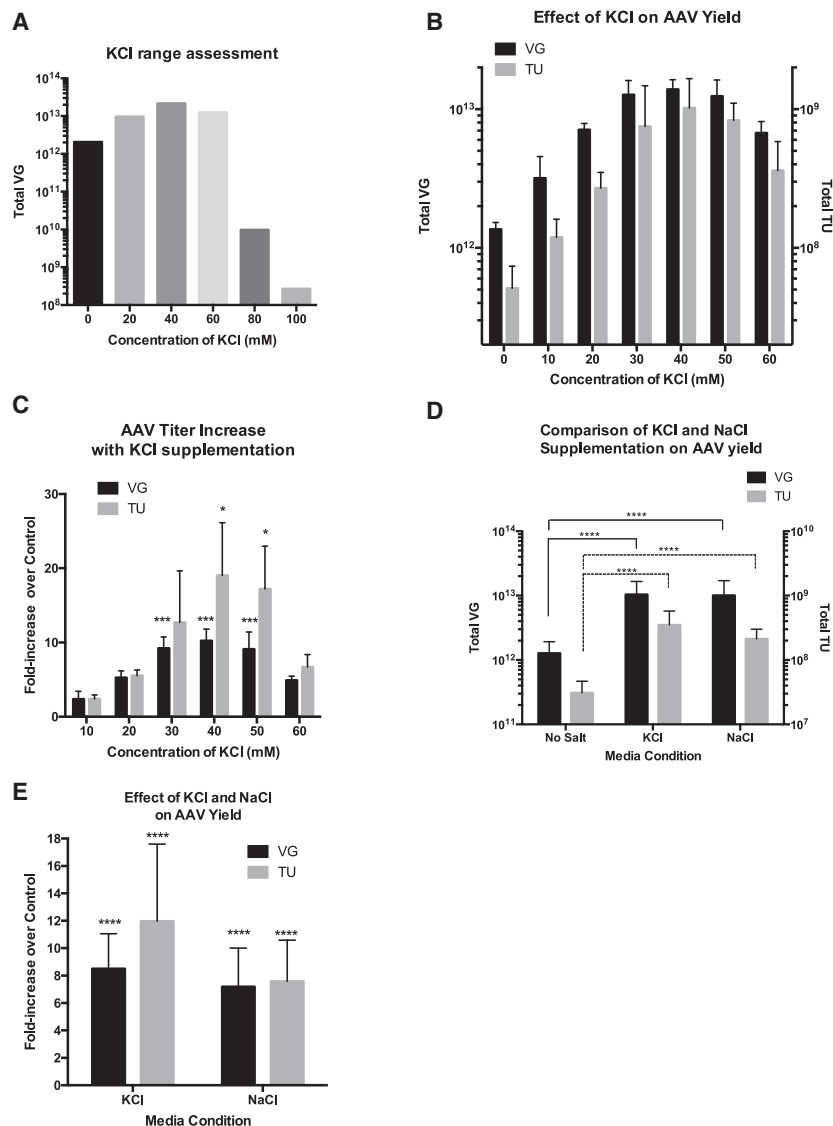 A
KCl range assessment
Total VG
10^14
10^13
10^12
10^11
10^10
10^9
10^8
0 20 40 60 80 100
Concentration of KCl (mM)
B
Effect of KCl on AAV Yield
VG
TU
Total VG
10^13
10^12
10^9
10^8
Total TU
0 10 20 30 40 50 60
Concentration of KCl (mM)
C
AAV Titer Increase
with KCl supplementation
VG
TU
Fold-increase over Control
30
20
10
0
*** *** * *** *
10 20 30 40 50 60
Concentration of KCl (mM)
D
Comparison of KCl and NaCl
Supplementation on AAV yield
VG
TU
Total VG
10^14
10^13
10^12
10^11
****
****
****
****
10^10
10^9
10^8
10^7
Total TU
No Salt KCl NaCl
Media Condition
E
Effect of KCl and NaCl
on AAV Yield
VG
TU
Fold-increase over Control
18
16
14
12
10
8
6
4
2
0
**** **** **** ****
KCl NaCl
Media Condition